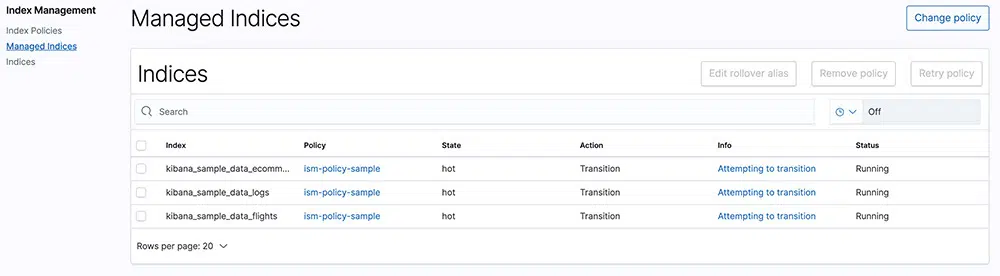 Index Management
Index Policies
Managed Indices
Indices
Managed Indices
Change policy
Indices
Edit rollover alias Remove policy Retry policy
Search Off
Index Policy State Action Info Status
kibana_sample_data_ecomm... ism-policy-sample hot Transition Attempting to transition Running
kibana_sample_data_logs ism-policy-sample hot Transition Attempting to transition Running
kibana_sample_data_flights ism-policy-sample hot Transition Attempting to transition Running
Rows per page: 20